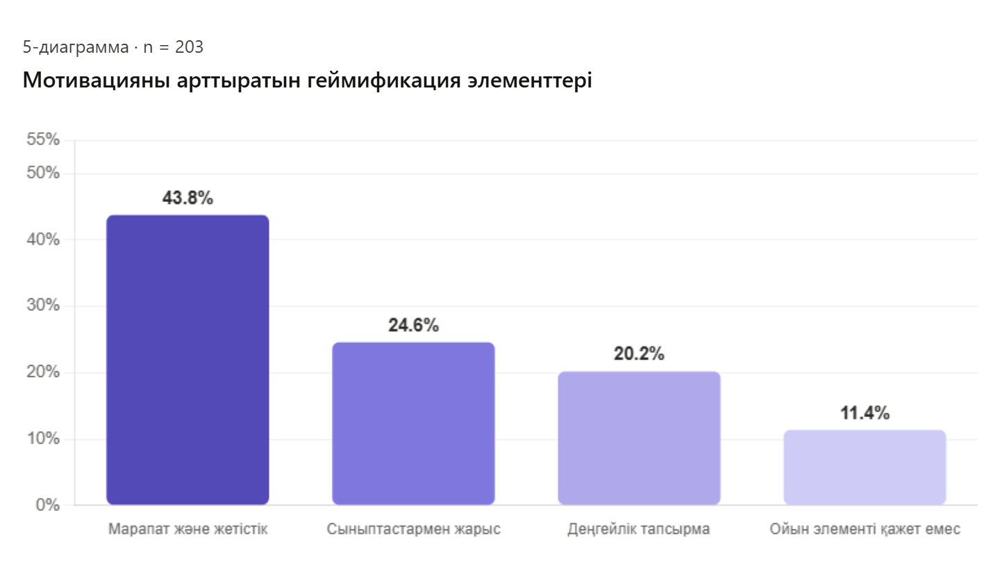 5-диаграмма · n = 203
Мотивацияны арттыратын геймификация элементтері
55%
50%
43.8%
40%
30%
24.6%
20.2%
20%
11.4%
10%
0%
Марапат және жетістік
Сыныптастармен жарыс
Деңгейлік тапсырма
Ойын элементі қажет емес